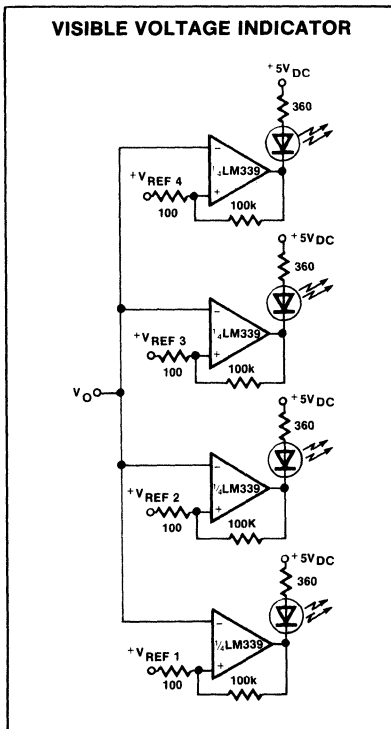 VISIBLE VOLTAGE INDICATOR
+5VDC
360
¼LM339
+VREF 4
100
100k
+5VDC
360
¼LM339
+VREF 3
100
100k
VO
+5VDC
360
¼LM339
+VREF 2
100
100K
+5VDC
360
¼LM339
+VREF 1
100
100k